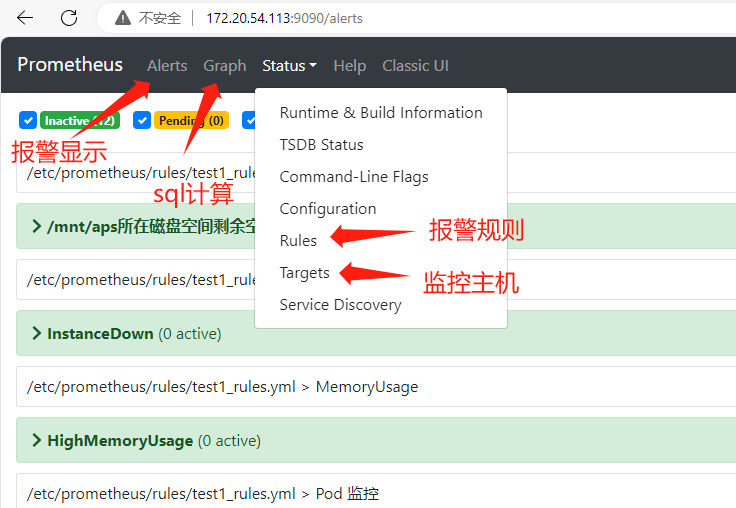 不安全 172.20.54.113:9090/alerts
Prometheus Alerts Graph Status Help Classic UI
Inactive (12) Pending (0)
报警显示
sql计算
Runtime & Build Information
TSDB Status
Command-Line Flags
Configuration
Rules 报警规则
Targets 监控主机
Service Discovery
/etc/prometheus/rules/test1_rule
/mnt/aps所在磁盘空间剩余空
/etc/prometheus/rules/test1_rule
InstanceDown (0 active)
/etc/prometheus/rules/test1_rules.yml > MemoryUsage
HighMemoryUsage (0 active)
/etc/prometheus/rules/test1_rules.yml > Pod 监控